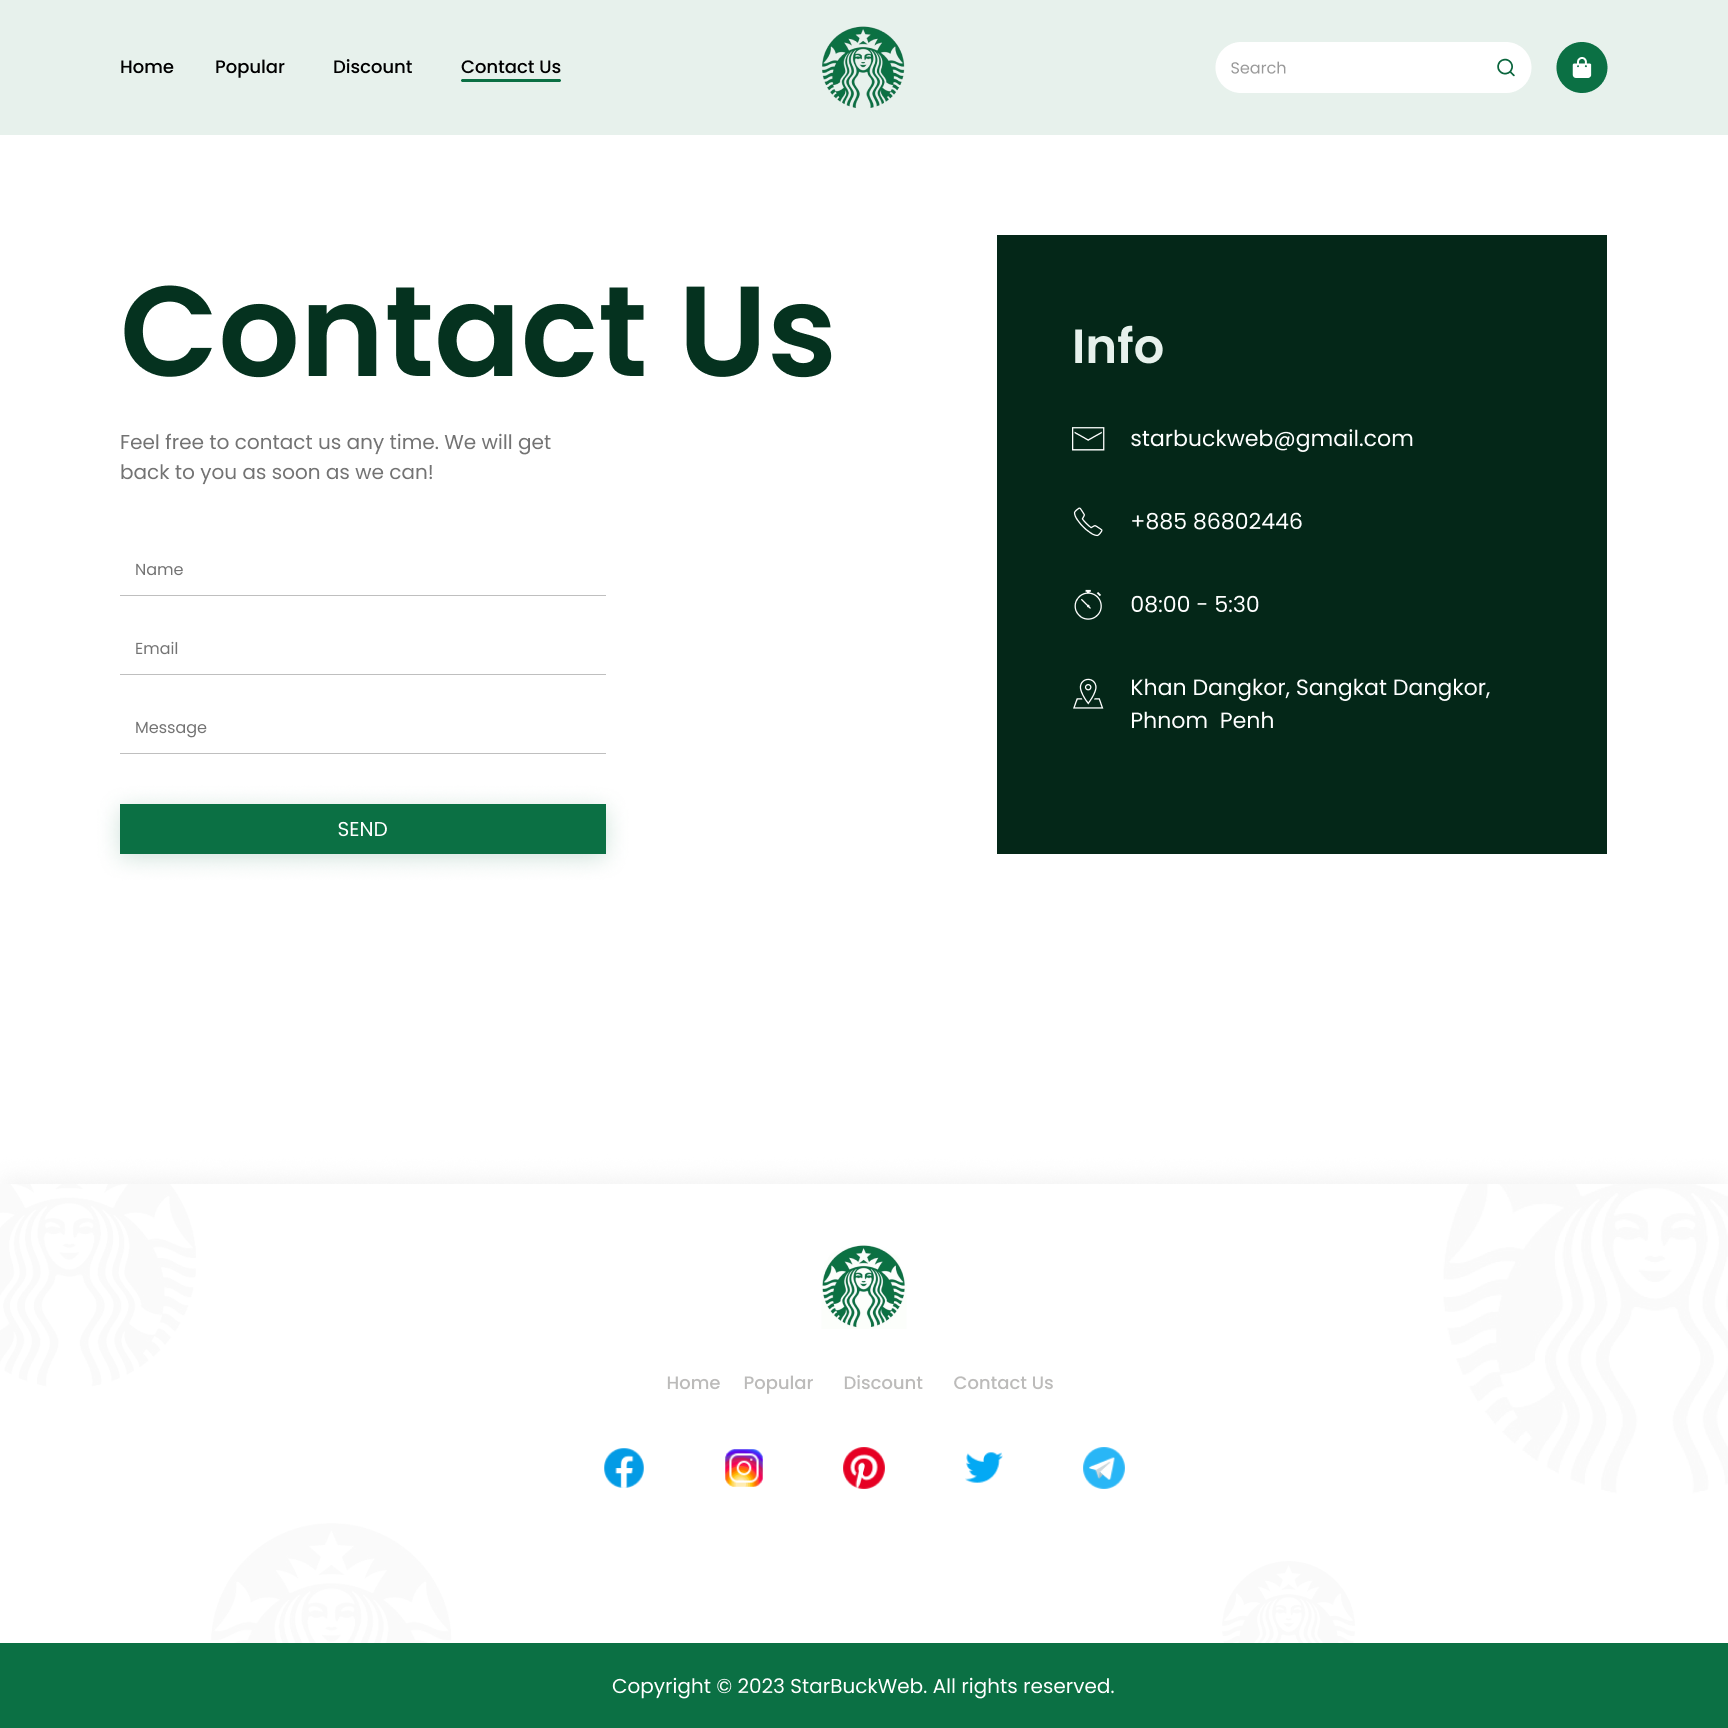 Home Popular Discount Contact Us
Search
Contact Us
Feel free to contact us any time. We will get
back to you as soon as we can!
Name
Email
Message
SEND
Info
starbuckweb@gmail.com
+885 86802446
08:00 - 5:30
Khan Dangkor, Sangkat Dangkor,
Phnom  Penh
Home Popular Discount Contact Us
Copyright © 2023 StarBuckWeb. All rights reserved.